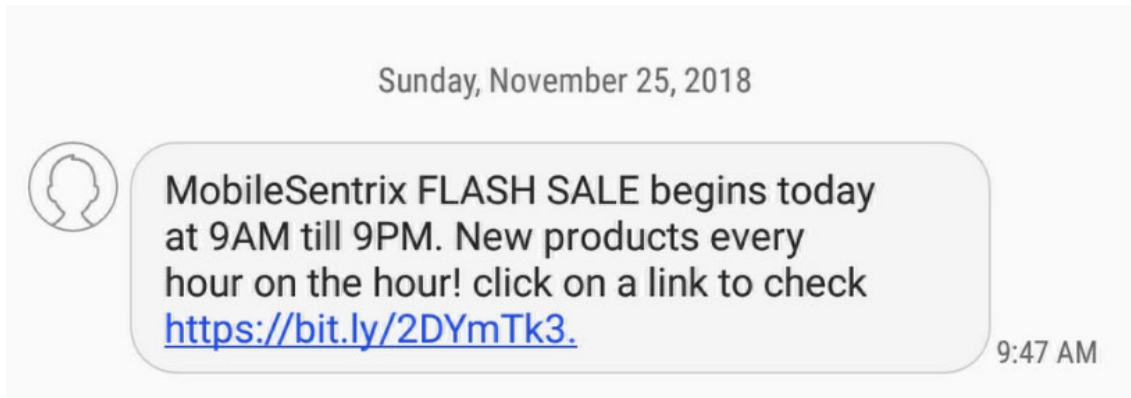 Sunday, November 25, 2018
MobileSentrix FLASH SALE begins today
at 9AM till 9PM. New products every
hour on the hour! click on a link to check
https://bit.ly/2DYmTk3.
9:47 AM